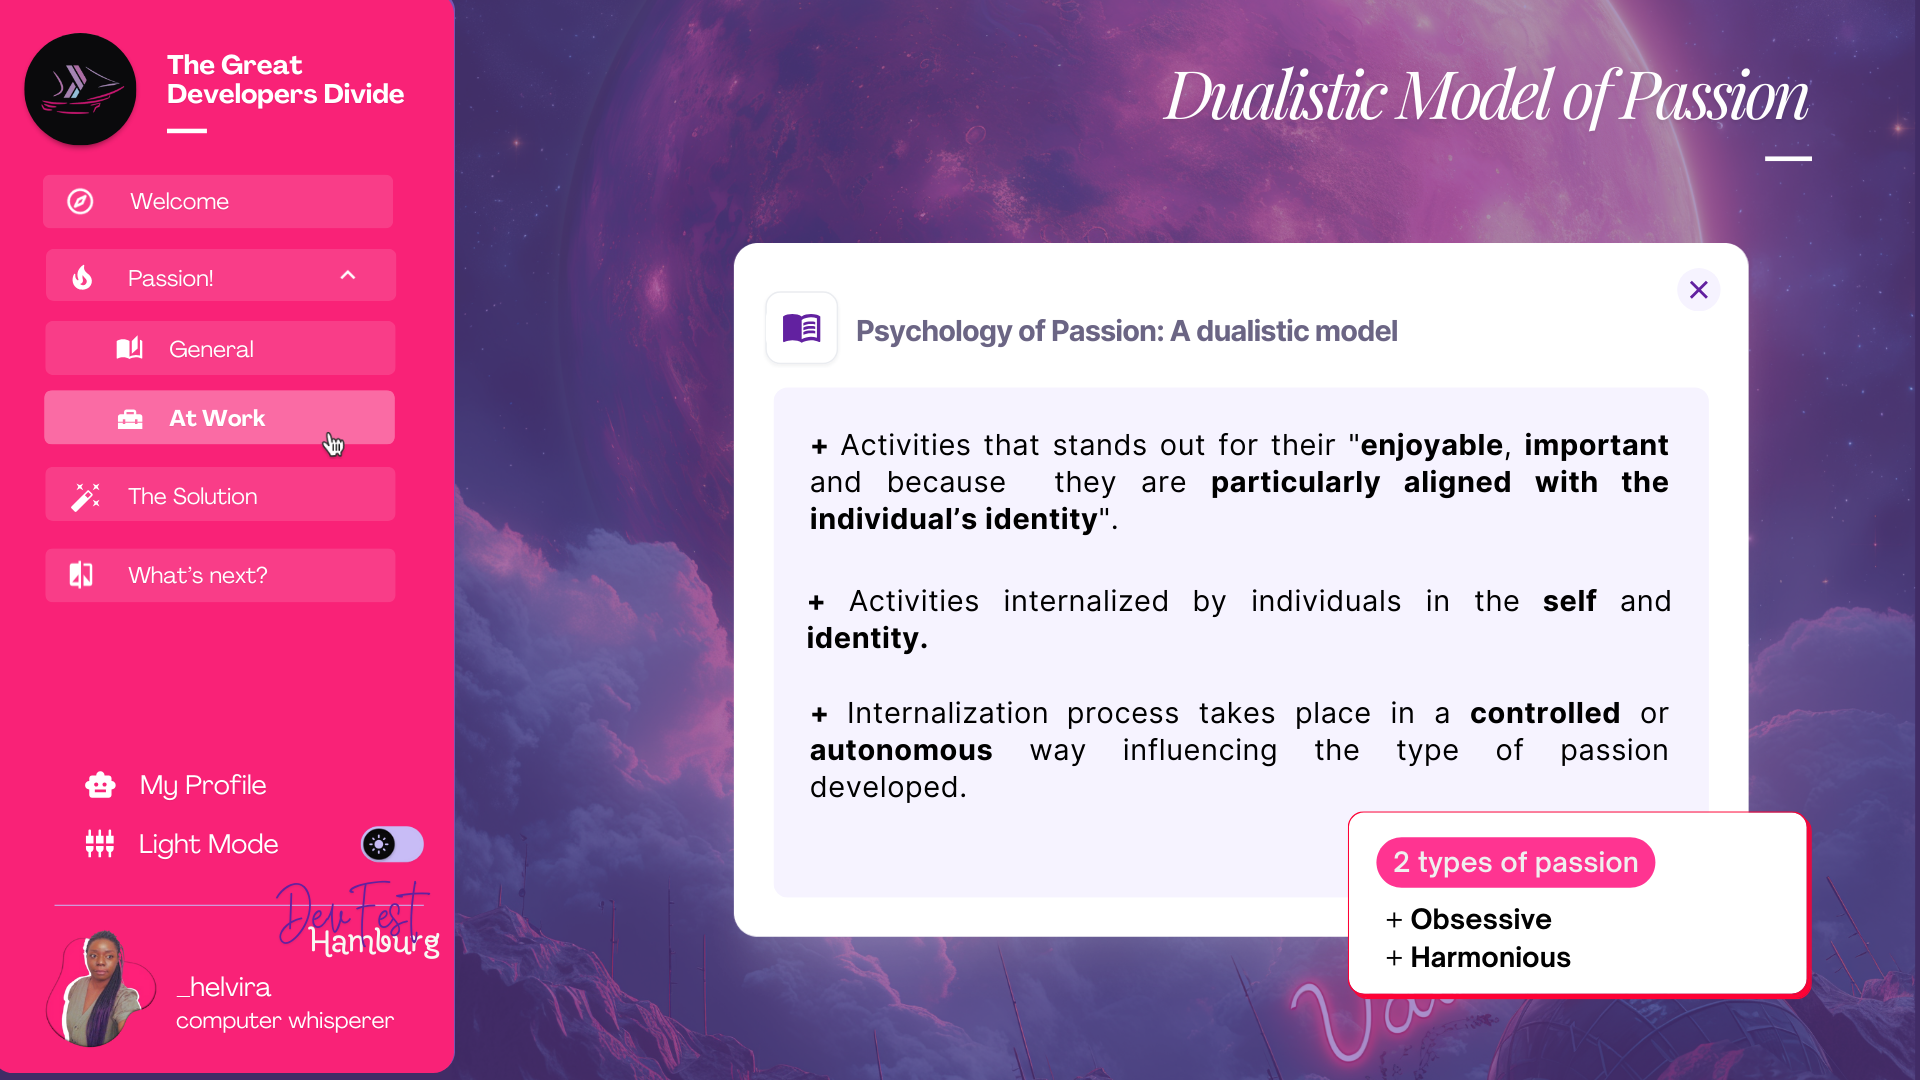 The Great
Developers Divide
Welcome
Passion!
General
At Work
The Solution
What's next?
My Profile
Light Mode
DevFest
Hamburg
_helvira
computer whisperer
Dualistic Model of Passion
Psychology of Passion: A dualistic model
+ Activities that stands out for their "enjoyable, important
and because they are particularly aligned with the
individual’s identity".
+ Activities internalized by individuals in the self and
identity.
+ Internalization process takes place in a controlled or
autonomous way influencing the type of passion
developed.
2 types of passion
+ Obsessive
+ Harmonious